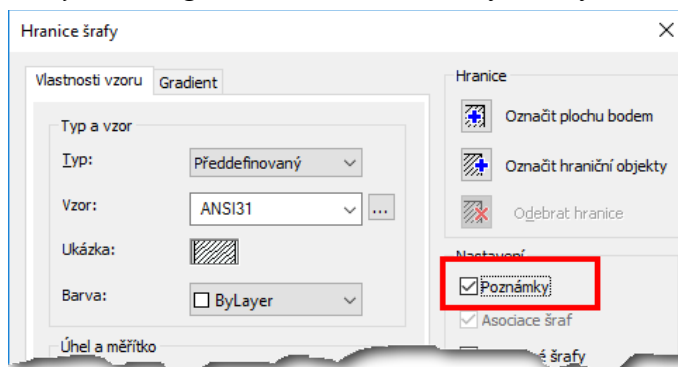 Hranice šrafy
Vlastnosti vzoru
Gradient
Typ a vzor
Typ:
Předdefinovaný
Vzor:
ANSI31
...
Ukázka:
Barva:
ByLayer
Úhel a měřítko
Hranice
Označit plochu bodem
Označit hraniční objekty
Odebrat hranice
Nastavení
Poznámky
Asociace šraf
šrafy